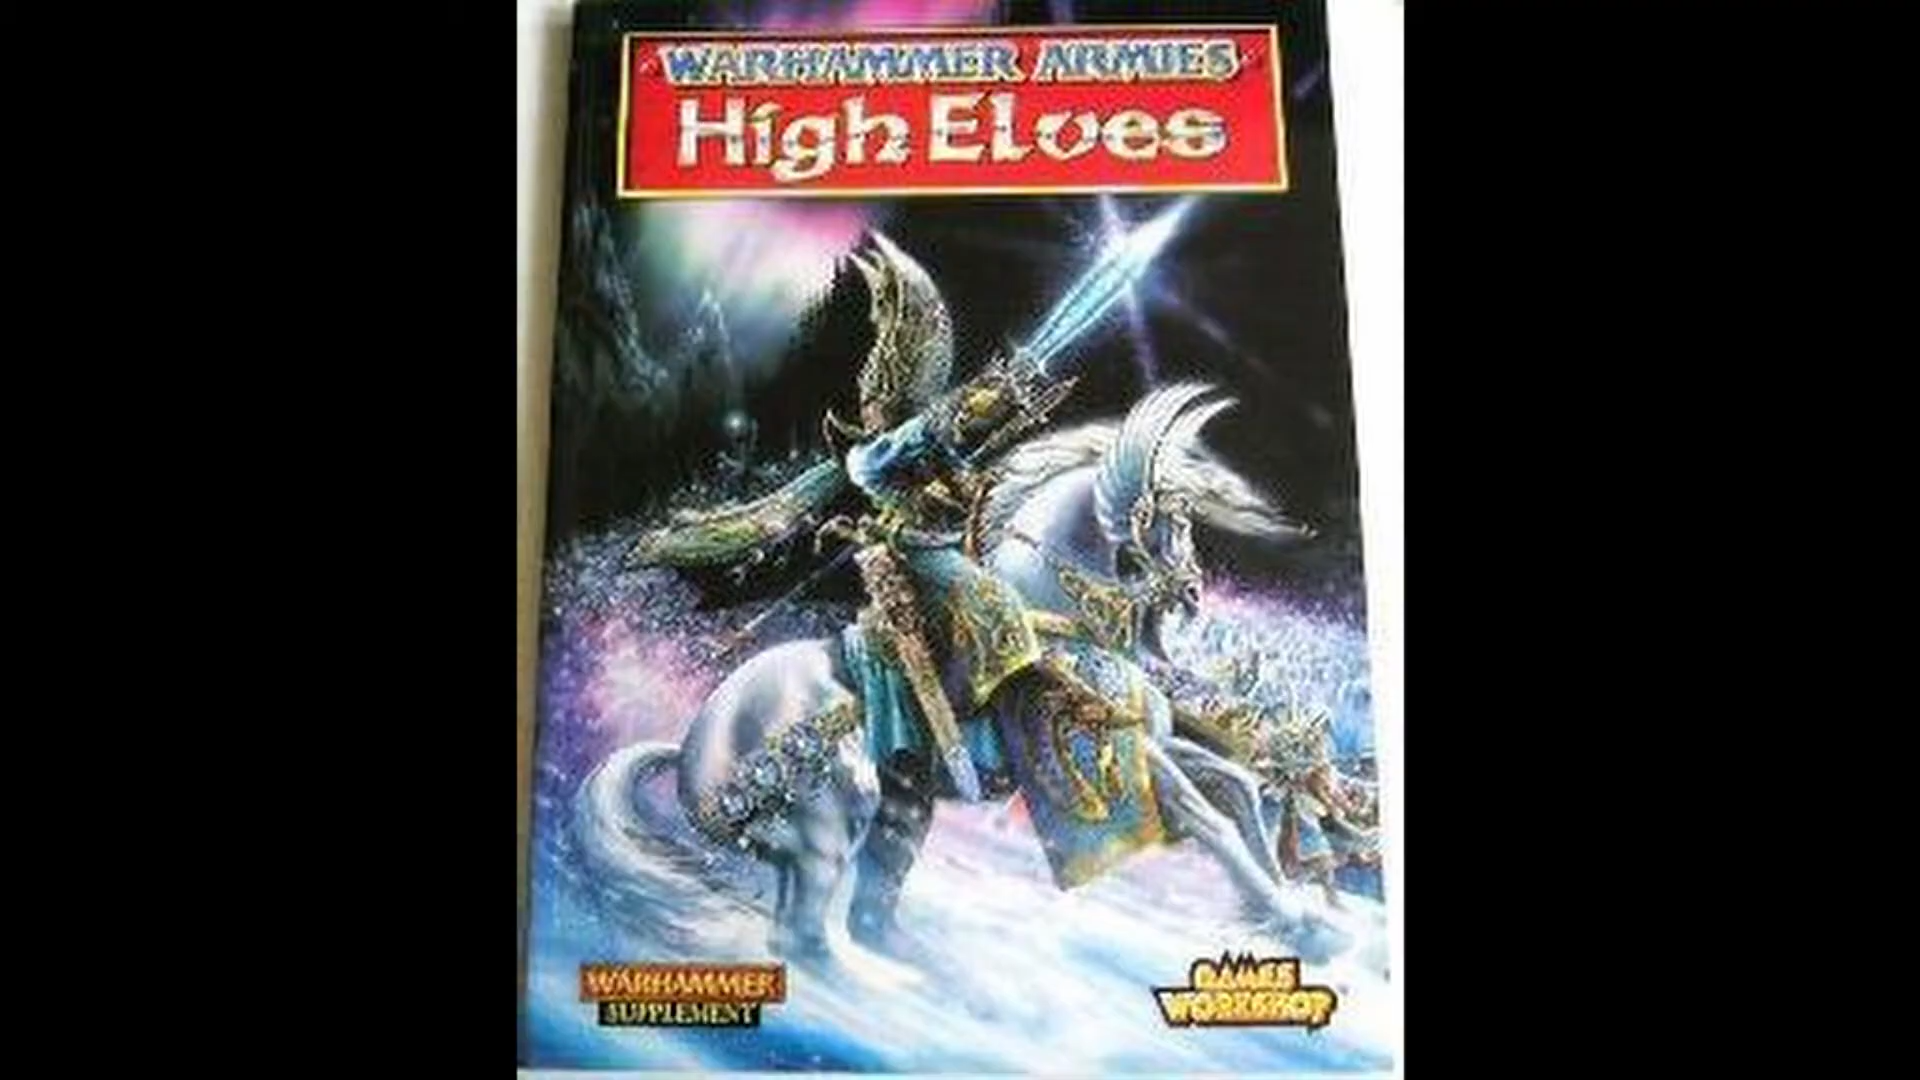 WARHAMMER ARMIES
High Elves
WARHAMMER
SUPPLEMENT
GAMES
WORKSHOP